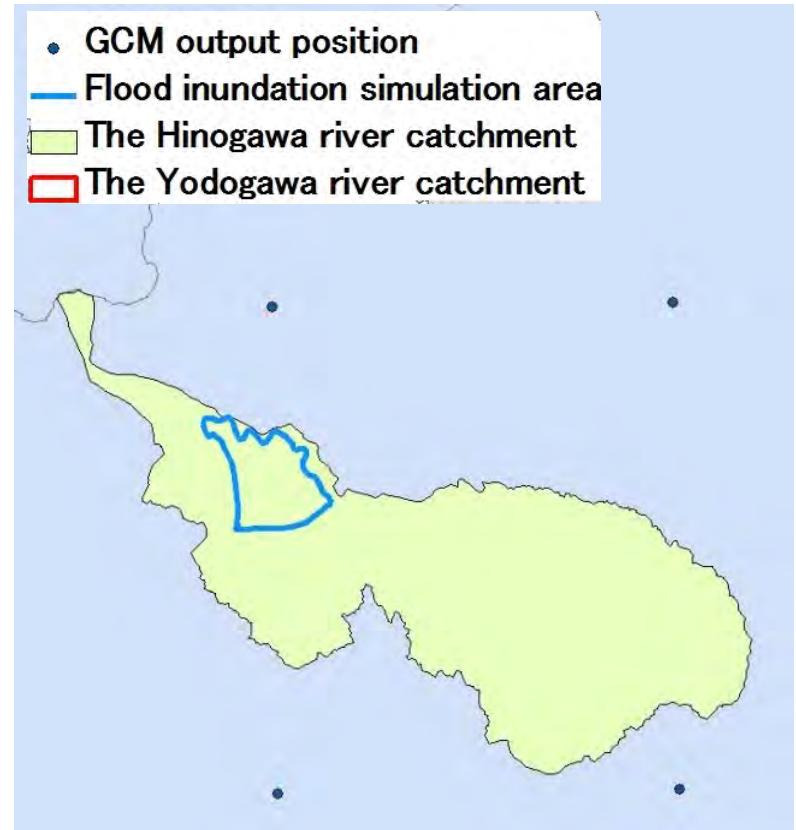 GCM output position
Flood inundation simulation area
The Hinogawa river catchment
The Yodogawa river catchment